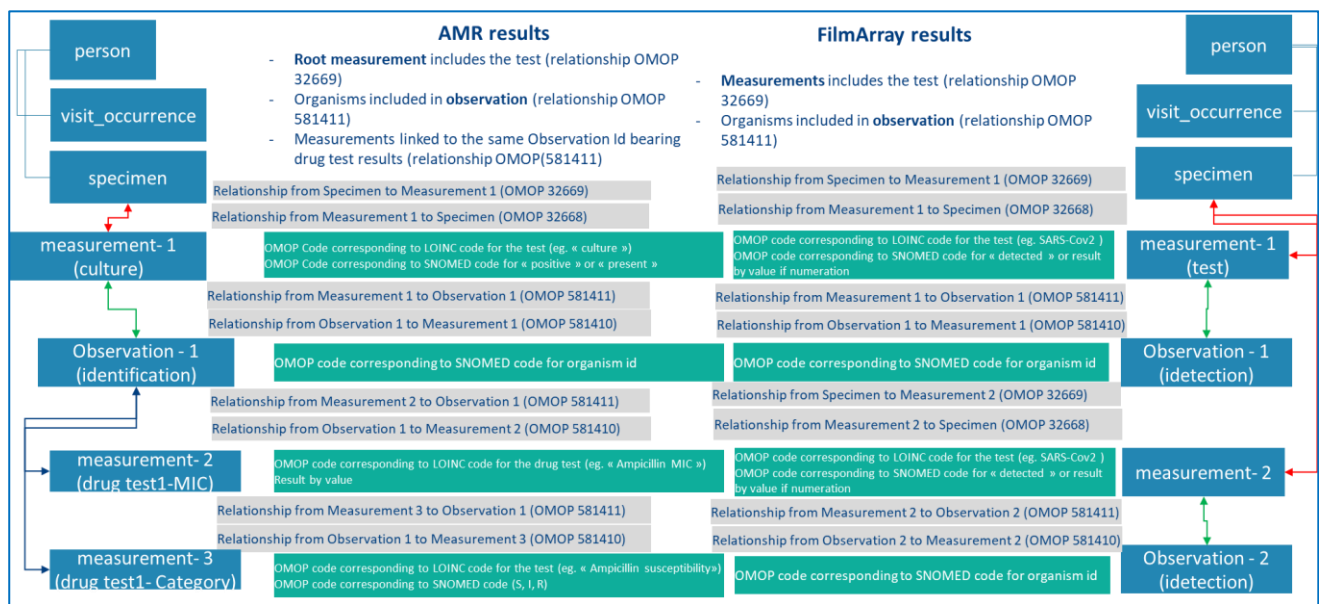 person
visit_occurrence
specimen
measurement- 1
(culture)
Observation - 1
(identification)
measurement- 2
(drug test1-MIC)
measurement- 3
(drug test1- Category)
AMR results
- Root measurement includes the test (relationship OMOP
32669)
- Organisms included in observation (relationship OMOP
581411)
- Measurements linked to the same Observation Id bearing
drug test results (relationship OMOP(581411)
Relationship from Specimen to Measurement 1 (OMOP 32669)
Relationship from Measurement 1 to Specimen (OMOP 32668)
OMOP Code corresponding to LOINC code for the test (eg. « culture »)
OMOP Code corresponding to SNOMED code for « positive » or « present »
Relationship from Measurement 1 to Observation 1 (OMOP 581411)
Relationship from Observation 1 to Measurement 1 (OMOP 581410)
OMOP code corresponding to SNOMED code for organism id
Relationship from Measurement 2 to Observation 1 (OMOP 581411)
Relationship from Observation 1 to Measurement 2 (OMOP 581410)
OMOP code corresponding to LOINC code for the drug test (eg. « Ampicillin MIC »)
Result by value
Relationship from Measurement 3 to Observation 1 (OMOP 581411)
Relationship from Observation 1 to Measurement 3 (OMOP 581410)
OMOP code corresponding to LOINC code for the test (eg. « Ampicillin susceptibility»)
OMOP code corresponding to SNOMED code (S, I, R)
FilmArray results
- Measurements includes the test (relationship OMOP
32669)
- Organisms included in observation (relationship OMOP
581411)
Relationship from Specimen to Measurement 1 (OMOP 32669)
Relationship from Measurement 1 to Specimen (OMOP 32668)
OMOP code corresponding to LOINC code for the test (eg. SARS-Cov2 )
OMOP code corresponding to SNOMED code for « detected » or result
by value if numeration
Relationship from Measurement 1 to Observation 1 (OMOP 581411)
Relationship from Observation 1 to Measurement 1 (OMOP 581410)
OMOP code corresponding to SNOMED code for organism id
Relationship from Specimen to Measurement 2 (OMOP 32669)
Relationship from Measurement 2 to Specimen (OMOP 32668)
OMOP code corresponding to LOINC code for the test (eg. SARS-Cov2 )
OMOP code corresponding to SNOMED code for « detected » or result
by value if numeration
Relationship from Measurement 2 to Observation 2 (OMOP 581411)
Relationship from Observation 2 to Measurement 2 (OMOP 581410)
OMOP code corresponding to SNOMED code for organism id
person
visit_occurrence
specimen
measurement- 1
(test)
Observation - 1
(idetection)
measurement- 2
Observation - 2
(idetection)